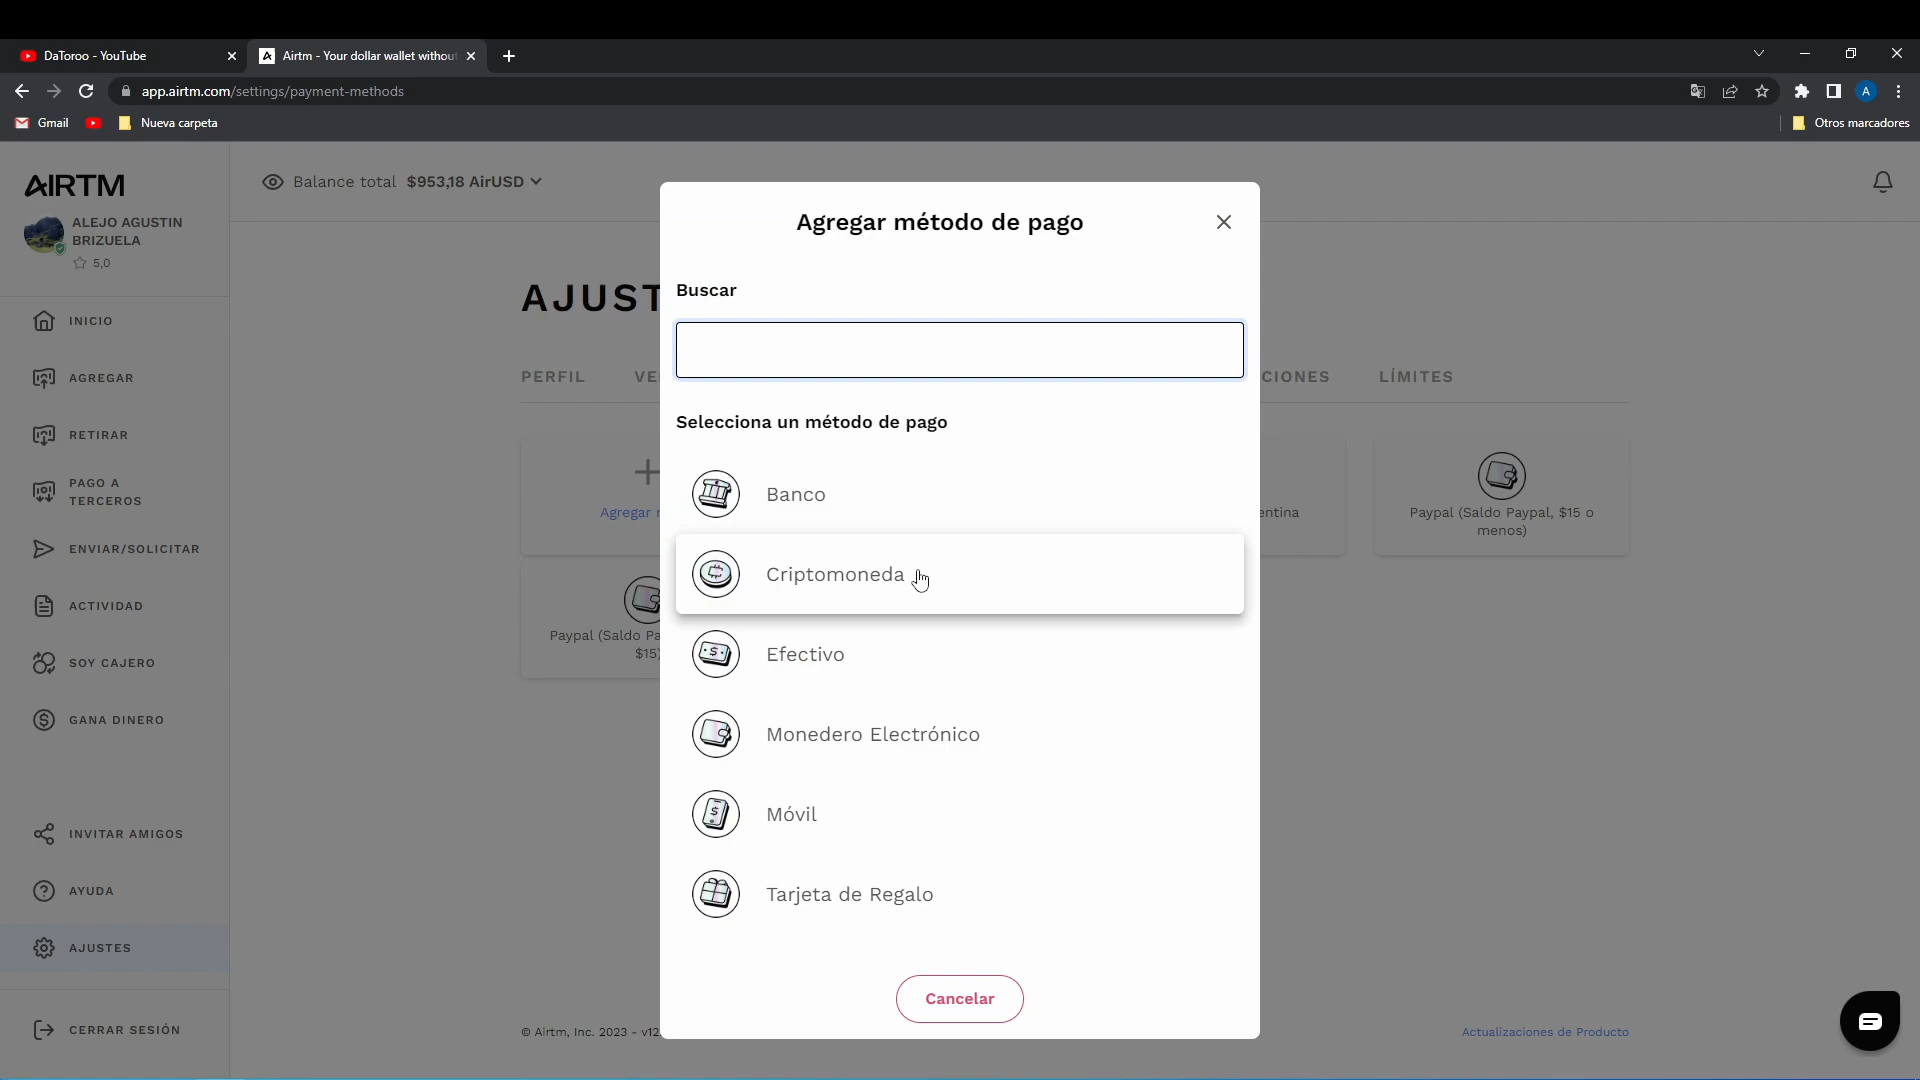 DaToroo - YouTube
Airtm - Your dollar wallet withou
app.airtm.com/settings/payment-methods
A
Gmail
Nueva carpeta
Otros marcadores
AIRTM
ALEJO AGUSTIN
BRIZUELA
5,0
INICIO
AGREGAR
RETIRAR
PAGO A
TERCEROS
ENVIAR/SOLICITAR
ACTIVIDAD
SOY CAJERO
GANA DINERO
INVITAR AMIGOS
AYUDA
AJUSTES
CERRAR SESIÓN
Balance total $953,18 AirUSD
AJUST
PERFIL
VE
CIONES
LÍMITES
Agregar
entina
Paypal (Saldo Paypal, $15 o
menos)
Paypal (Saldo Pa
$15)
Agregar método de pago
Buscar
Selecciona un método de pago
Banco
Criptomoneda
Efectivo
Monedero Electrónico
Móvil
Tarjeta de Regalo
Cancelar
© Airtm, Inc. 2023 - v12
Actualizaciones de Producto